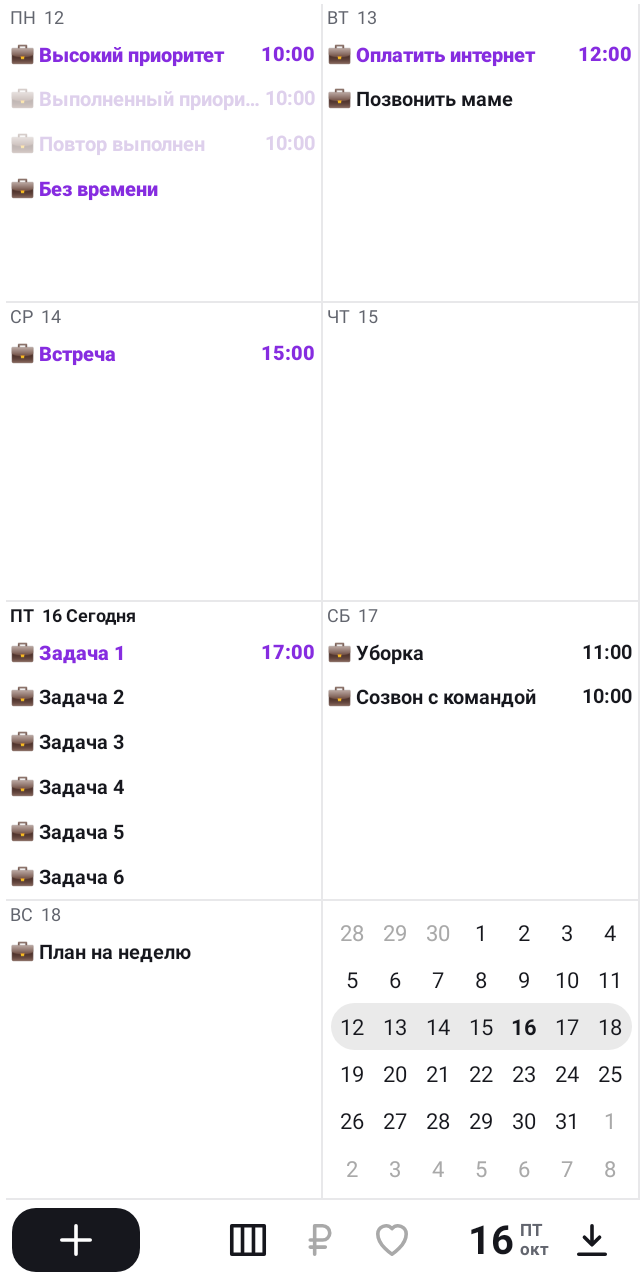 ПН 12
Высокий приоритет 10:00
Выполненный приори... 10:00
Повтор выполнен 10:00
Без времени
ВТ 13
Оплатить интернет 12:00
Позвонить маме
СР 14
Встреча 15:00
ЧТ 15
ПТ 16 Сегодня
Задача 1 17:00
Задача 2
Задача 3
Задача 4
Задача 5
Задача 6
СБ 17
Уборка 11:00
Созвон с командой 10:00
ВС 18
План на неделю
28 29 30 1 2 3 4
5 6 7 8 9 10 11
12 13 14 15 16 17 18
19 20 21 22 23 24 25
26 27 28 29 30 31 1
2 3 4 5 6 7 8
₽
16 ПТ
окт